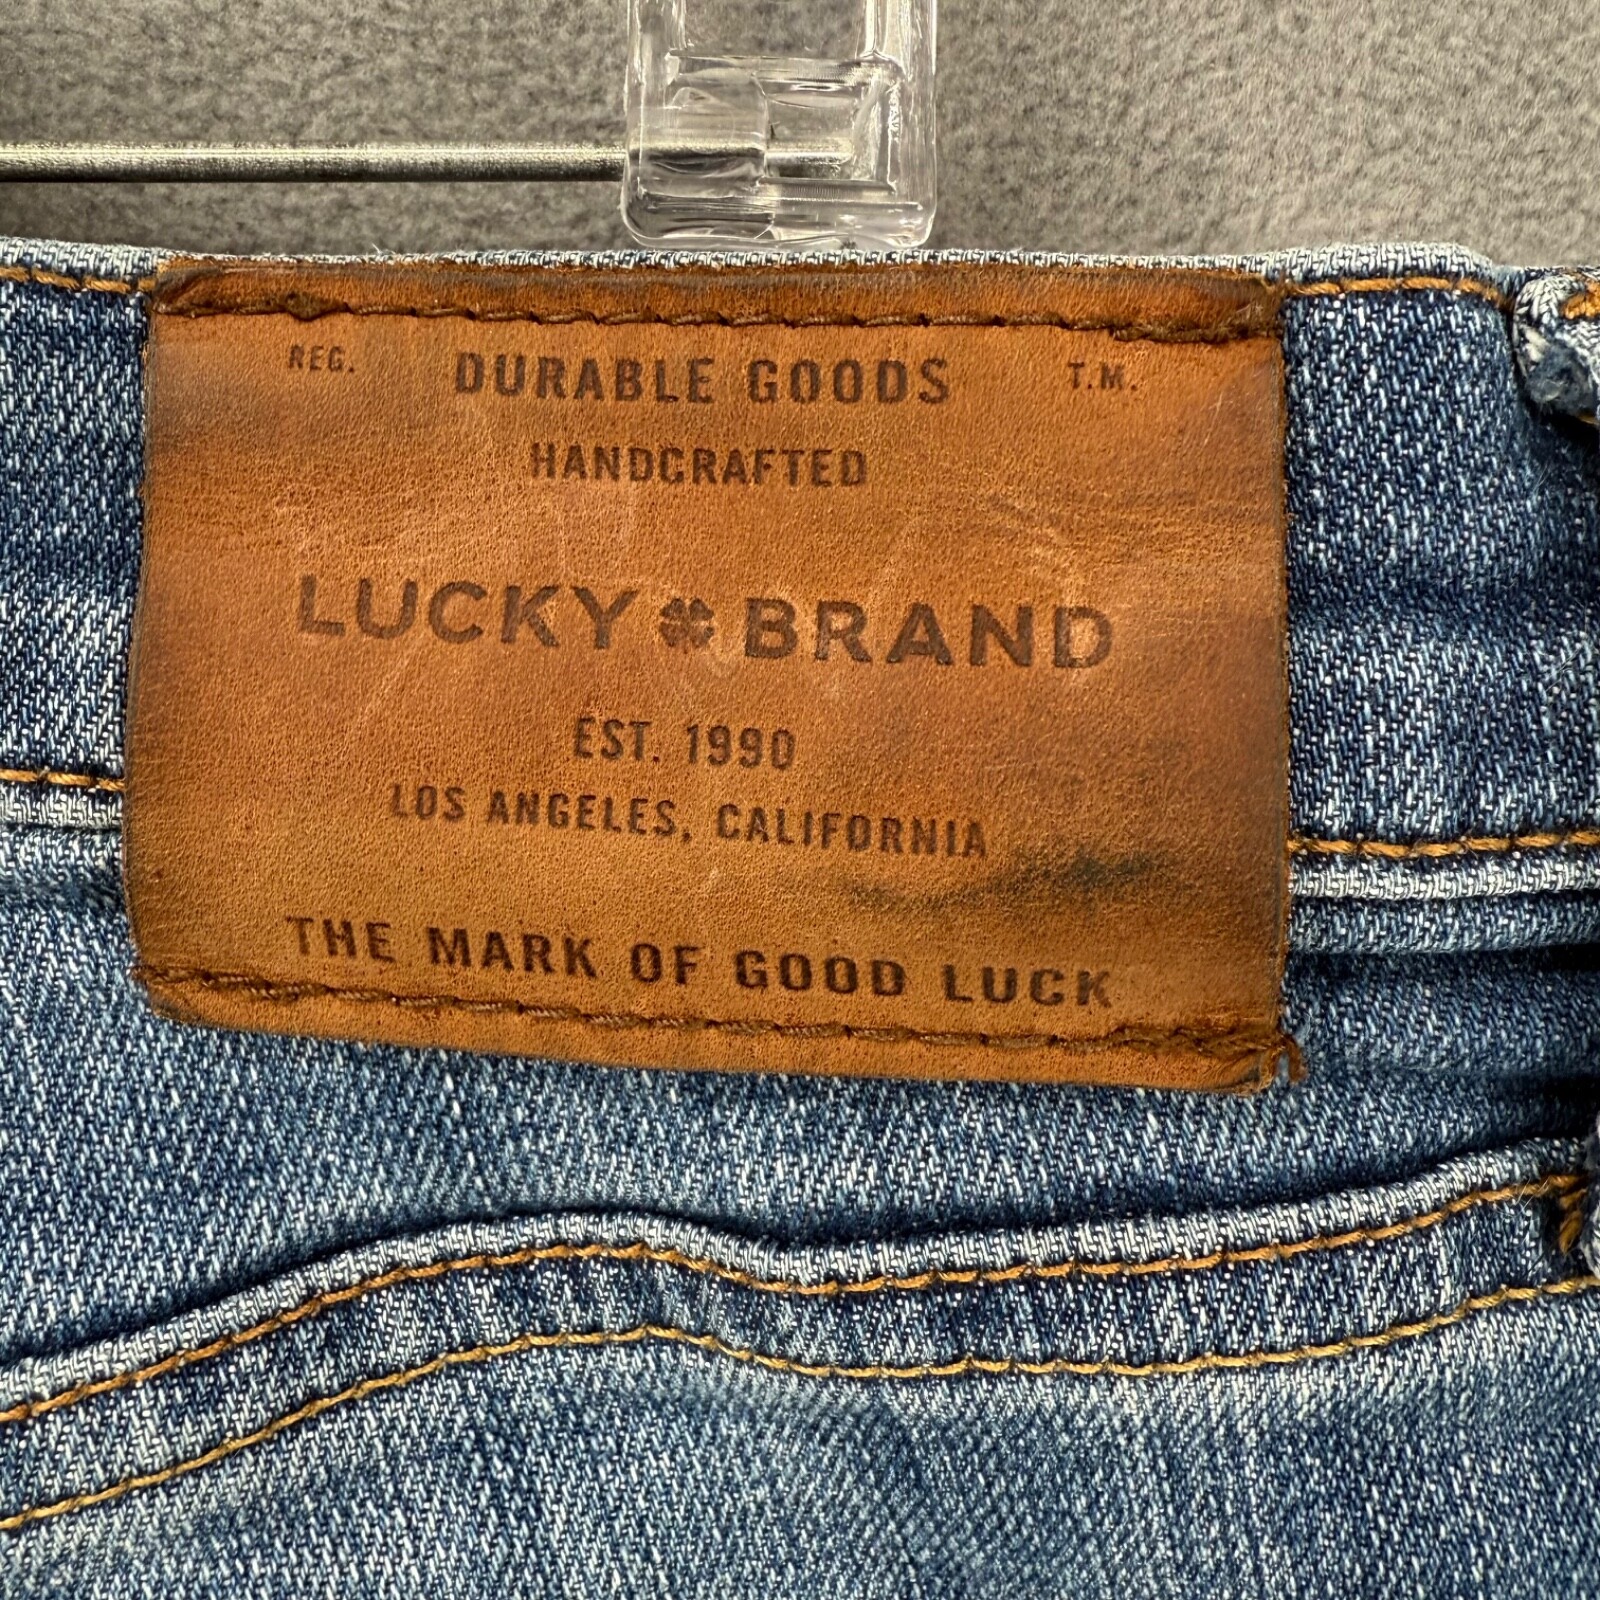 REG. DURABLE GOODS T.M.
HANDCRAFTED
LUCKY BRAND
EST. 1990
LOS ANGELES, CALIFORNIA
THE MARK OF GOOD LUCK